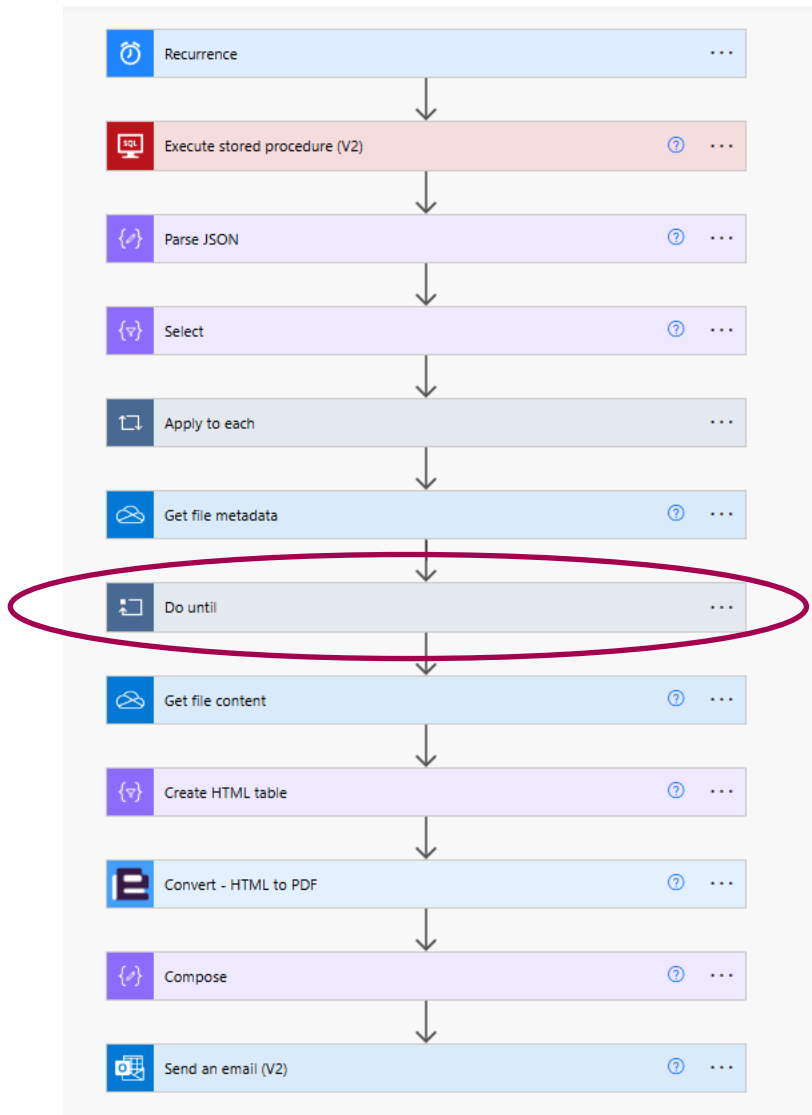 Recurrence
SQL
Execute stored procedure (V2)
Parse JSON
Select
Apply to each
Get file metadata
Do until
Get file content
Create HTML table
Convert - HTML to PDF
Compose
Send an email (V2)